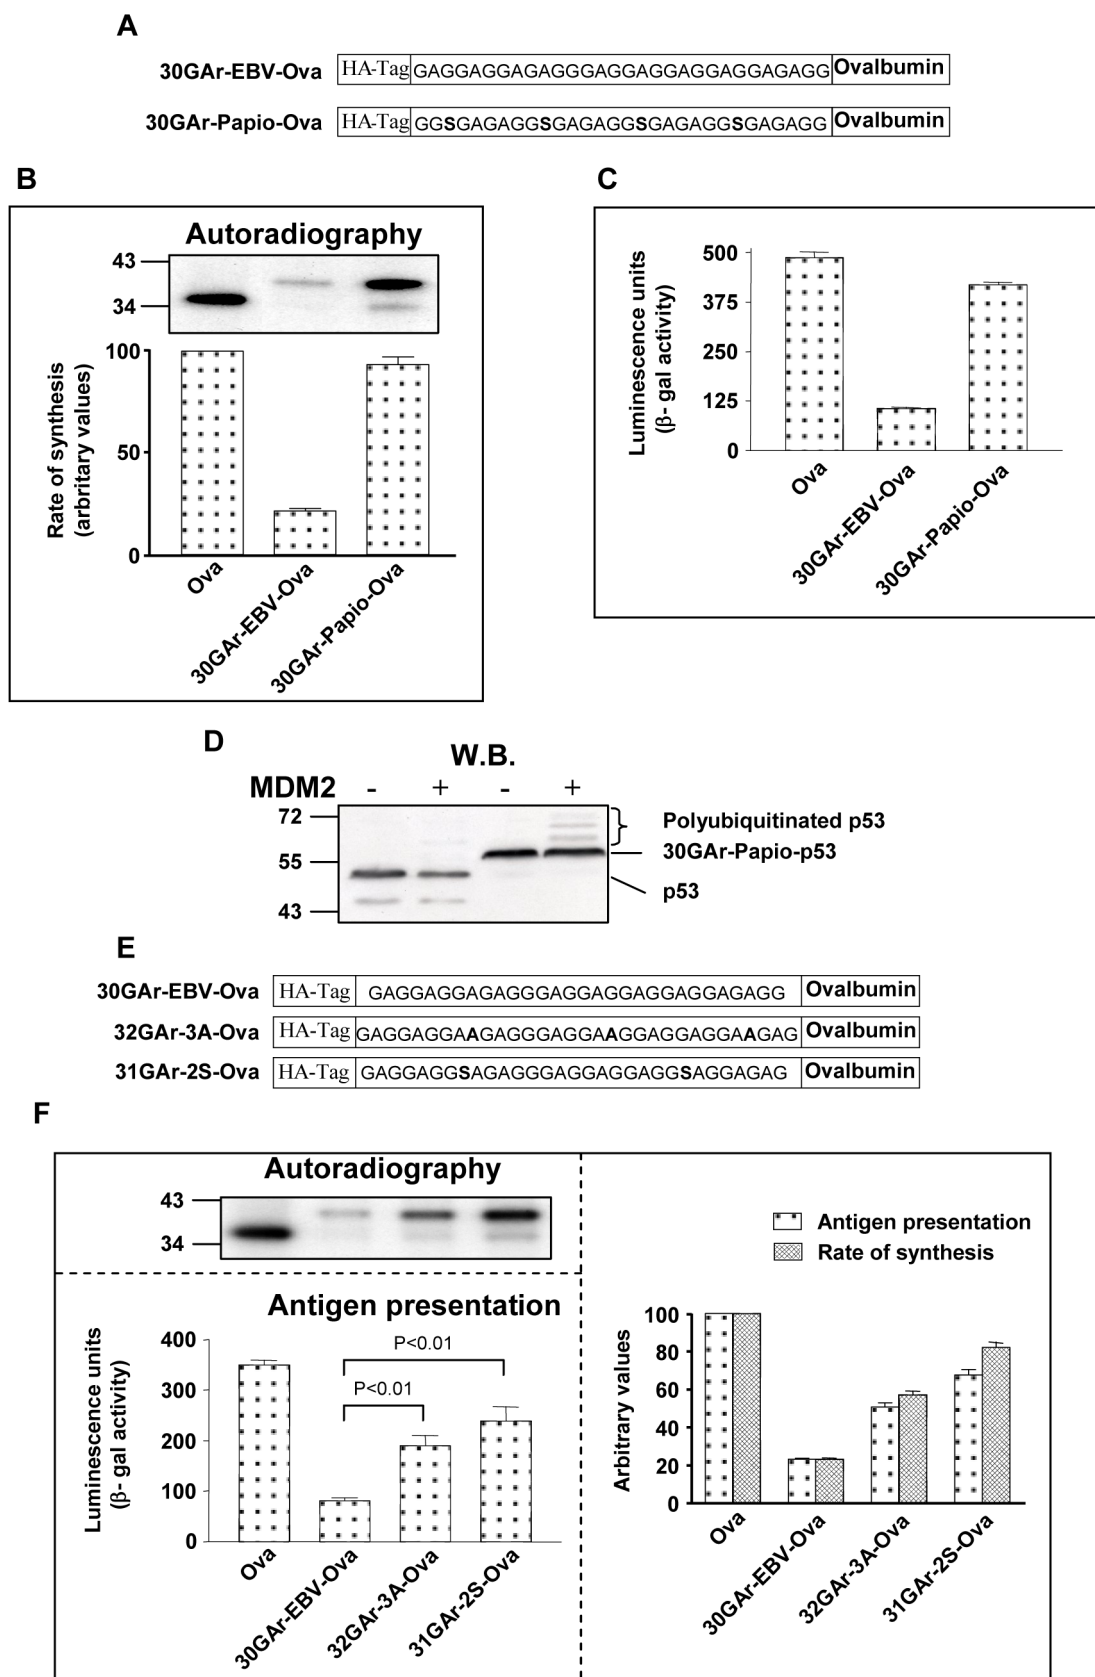 A
30GAr-EBV-Ova HA-Tag GAGGAGGAGAGGGAGGAGGAGGAGGAGAGG Ovalbumin
30GAr-Papio-Ova HA-Tag GGSGAGAGGSGAGAGGSGAGAGGSGAGAGG Ovalbumin
B
Autoradiography
43
34
100
50
0
Rate of synthesis
(arbritary values)
Ova
30GAr-EBV-Ova
30GAr-Papio-Ova
C
500
375
250
125
0
Luminescence units
(β- gal activity)
Ova
30GAr-EBV-Ova
30GAr-Papio-Ova
D
W.B.
MDM2 - + - +
72
55
43
Polyubiquitinated p53
30GAr-Papio-p53
p53
E
30GAr-EBV-Ova HA-Tag GAGGAGGAGAGGGAGGAGGAGGAGGAGAGG Ovalbumin
32GAr-3A-Ova HA-Tag GAGGAGGAAGAGGGAGGAAGGAGGAGGAAGAG Ovalbumin
31GAr-2S-Ova HA-Tag GAGGAGGSAGAGGGAGGAGGAGGSAGGAGAG Ovalbumin
F
Autoradiography
43
34
Antigen presentation
400
300
200
100
0
Luminescence units
(β- gal activity)
P<0.01
P<0.01
Ova
30GAr-EBV-Ova
32GAr-3A-Ova
31GAr-2S-Ova
Antigen presentation
Rate of synthesis
100
80
60
40
20
0
Arbitrary values
Ova
30GAr-EBV-Ova
32GAr-3A-Ova
31GAr-2S-Ova